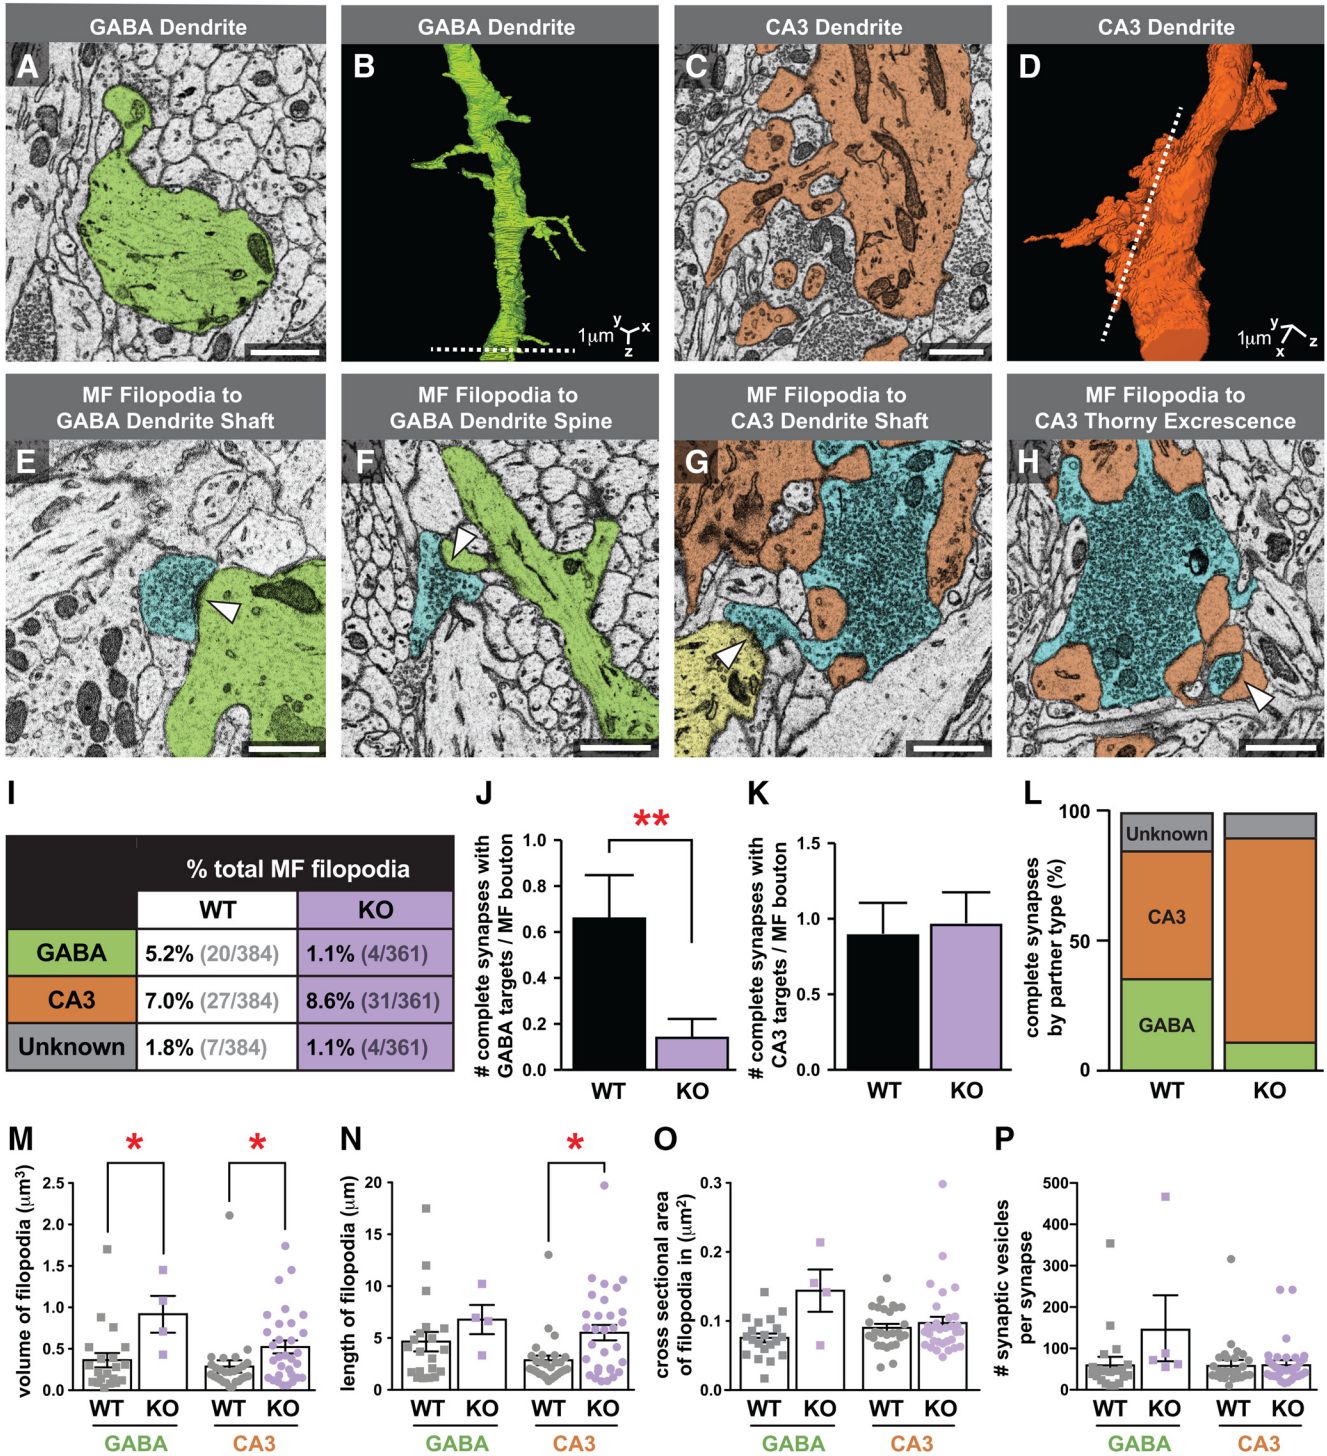 GABA Dendrite
GABA Dendrite
CA3 Dendrite
CA3 Dendrite
A
B
C
D
1μm
y
x
z
1μm
y
x
z
MF Filopodia to
GABA Dendrite Shaft
MF Filopodia to
GABA Dendrite Spine
MF Filopodia to
CA3 Dendrite Shaft
MF Filopodia to
CA3 Thorny Excrescence
E
F
G
H
I
% total MF filopodia
WT KO
GABA 5.2% (20/384) 1.1% (4/361)
CA3 7.0% (27/384) 8.6% (31/361)
Unknown 1.8% (7/384) 1.1% (4/361)
J
# complete synapses with
GABA targets / MF bouton
**
1.0
0.8
0.6
0.4
0.2
0.0
WT KO
K
# complete synapses with
CA3 targets / MF bouton
1.5
1.0
0.5
0.0
WT KO
L
complete synapses
by partner type (%)
100
50
0
Unknown
CA3
GABA
WT KO
M
volume of filopodia (μm³)
* *
2.5
2.0
1.5
1.0
0.5
0.0
WT KO WT KO
GABA CA3
N
length of filopodia (μm)
*
20
15
10
5
0
WT KO WT KO
GABA CA3
O
cross sectional area
of filopodia in (μm²)
0.3
0.2
0.1
0.0
WT KO WT KO
GABA CA3
P
# synaptic vesicles
per synapse
500
400
300
200
100
0
WT KO WT KO
GABA CA3